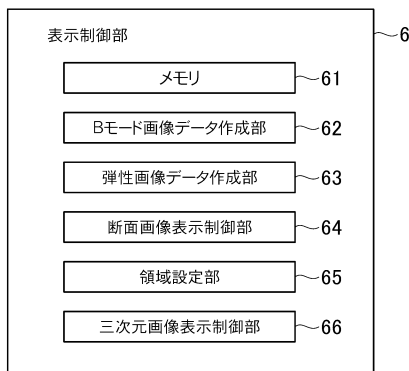 表示制御部 6
メモリ 61
Bモード画像データ作成部 62
弾性画像データ作成部 63
断面画像表示制御部 64
領域設定部 65
三次元画像表示制御部 66